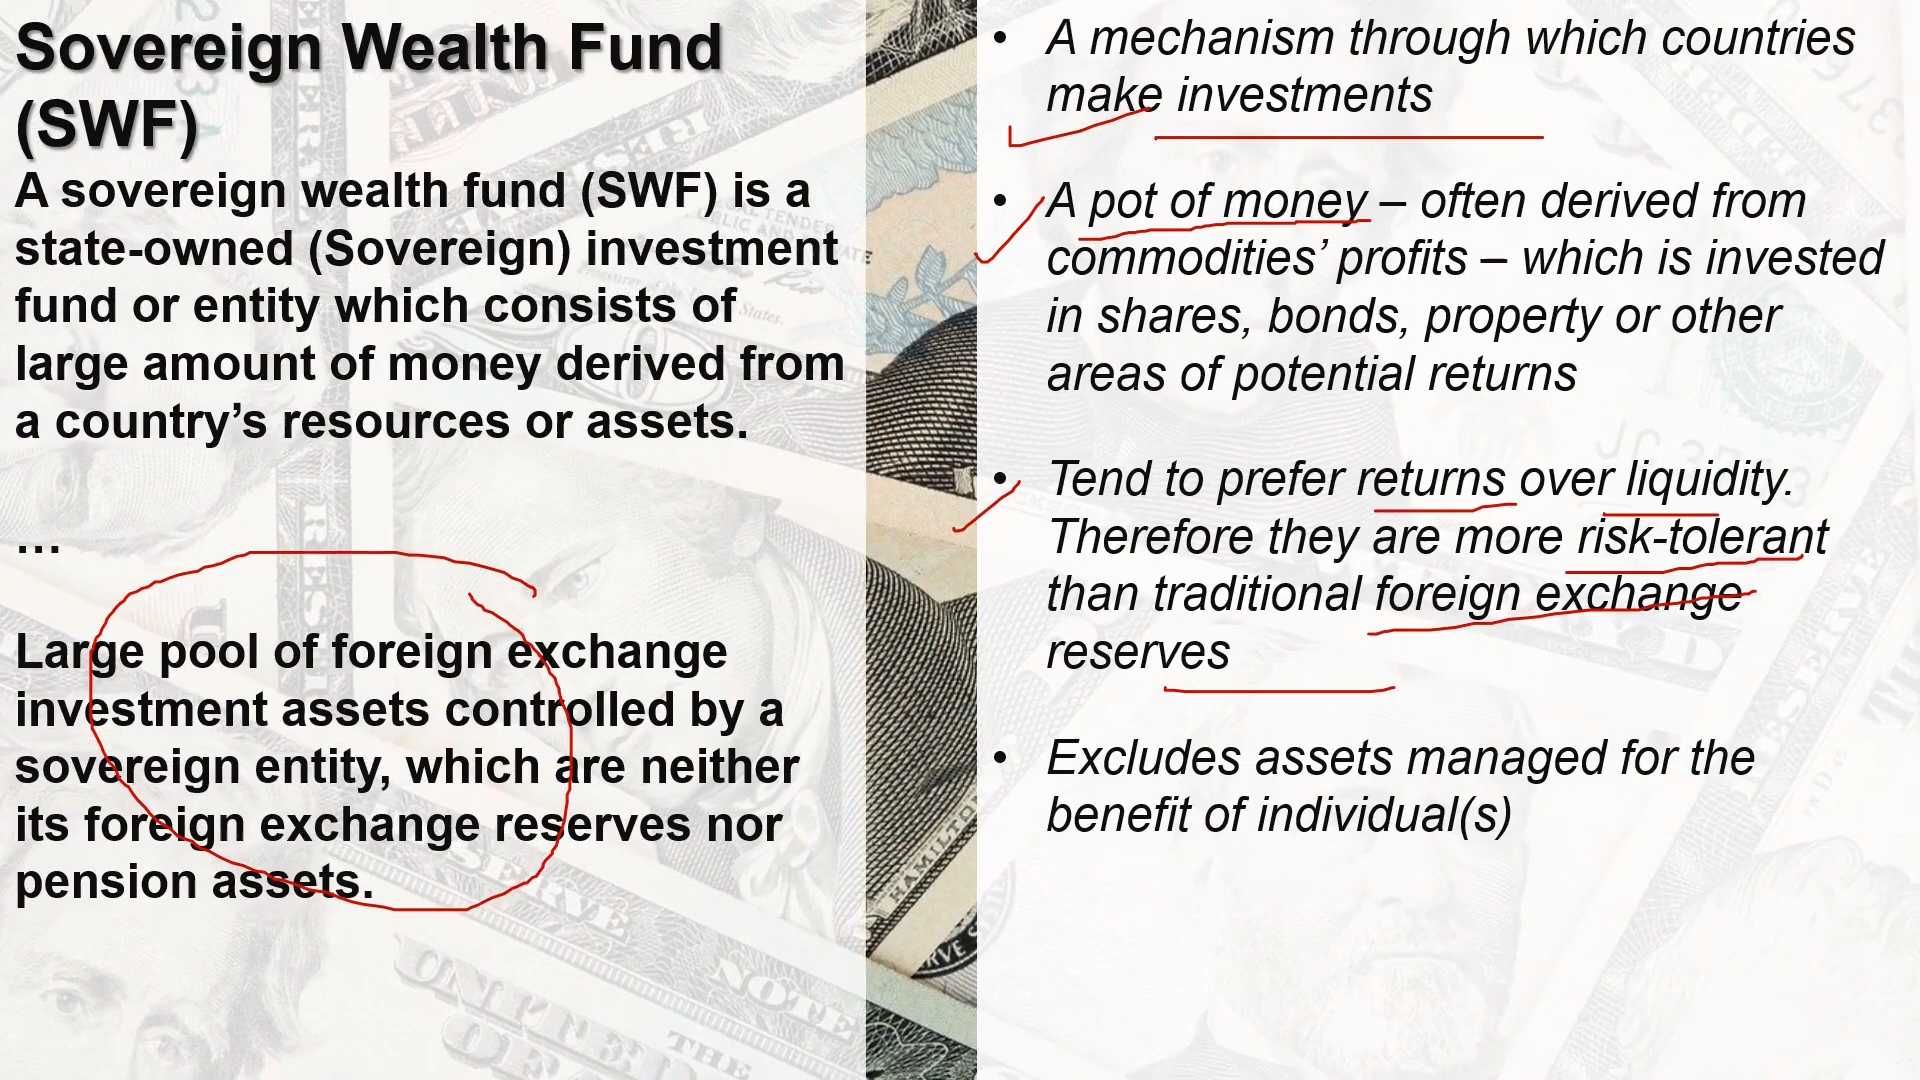 Sovereign Wealth Fund
(SWF)
A sovereign wealth fund (SWF) is a
state-owned (Sovereign) investment
fund or entity which consists of
large amount of money derived from
a country’s resources or assets.
…
Large pool of foreign exchange
investment assets controlled by a
sovereign entity, which are neither
its foreign exchange reserves nor
pension assets.
• A mechanism through which countries
make investments
• A pot of money – often derived from
commodities’ profits – which is invested
in shares, bonds, property or other
areas of potential returns
• Tend to prefer returns over liquidity.
Therefore they are more risk-tolerant
than traditional foreign exchange
reserves
• Excludes assets managed for the
benefit of individual(s)
HAMILTON
UNITED
NOTE
THE